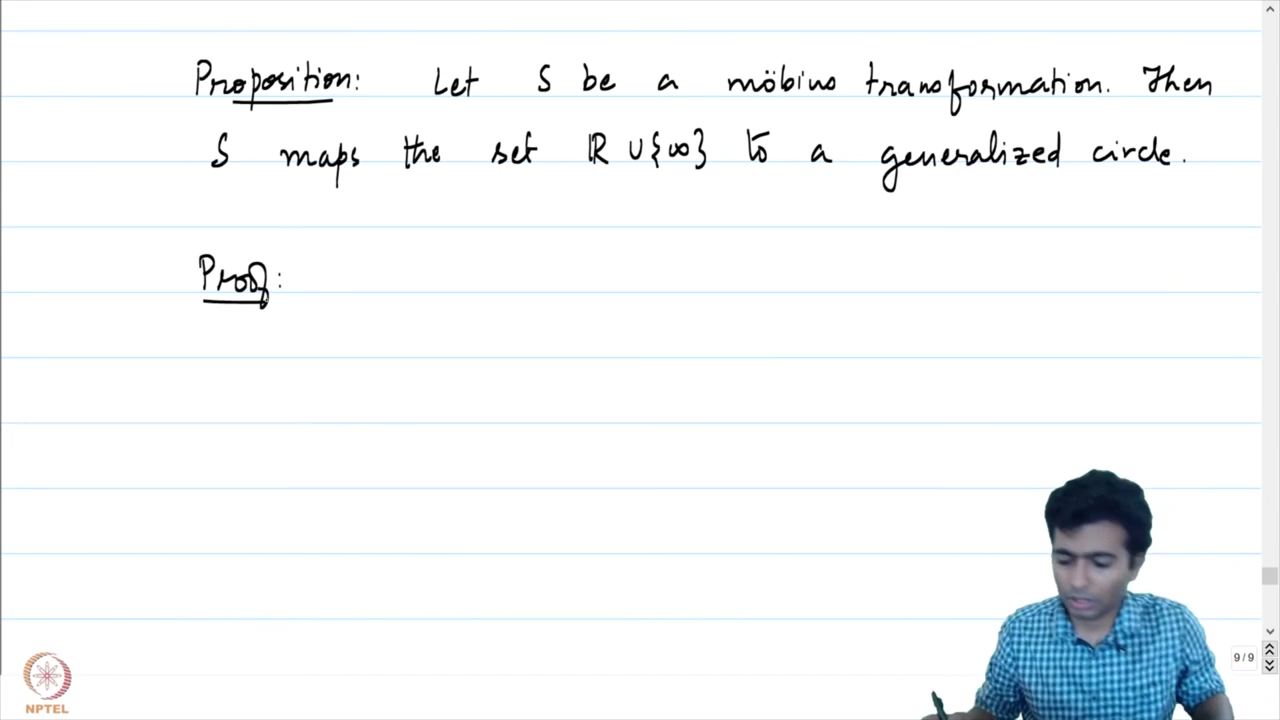 Proposition: Let S be a möbius transformation. Then
S maps the set ℝ ∪ {∞} to a generalized circle.
Proof:
9 / 9
NPTEL